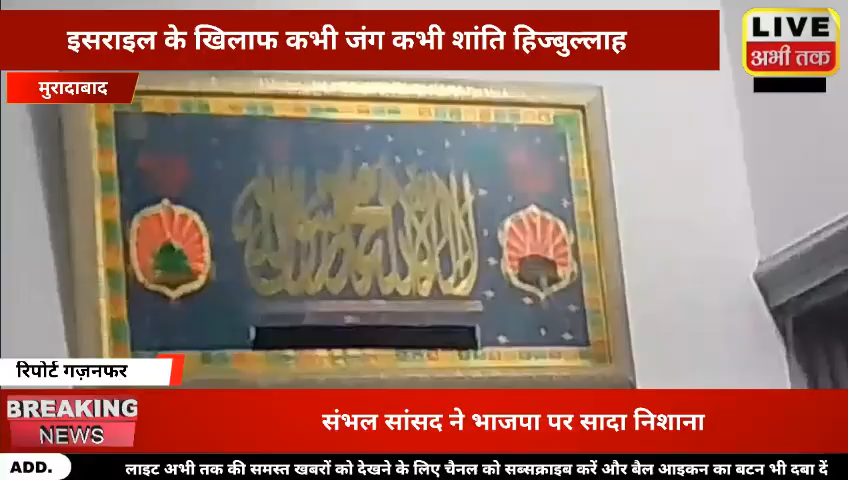 इसराइल के खिलाफ कभी जंग कभी शांति हिज्बुल्लाह
LIVE
अभी तक
मुरादाबाद
रिपोर्ट गज़नफर
BREAKING
NEWS
संभल सांसद ने भाजपा पर सादा निशाना
ADD.
लाइट अभी तक की समस्त खबरों को देखने के लिए चैनल को सब्सक्राइब करें और बैल आइकन का बटन भी दबा दें